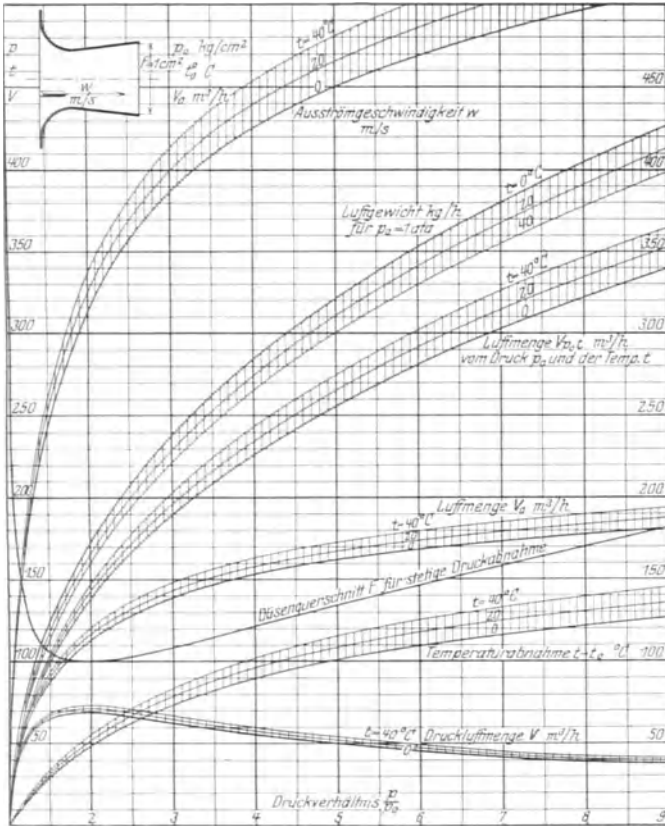 p
t
V
w
m/s
F=1cm²
p₀ kg/cm²
t₀° C
V₀ m³/h
t=40°C
20
0
Ausströmgeschwindigkeit w
m/s
450
400
400
t=0°C
20
40
Luftgewicht kg/h
für p₀=1ata
350
350
t=40°C
20
0
300
300
Luftmenge Vp₀,t m³/h
vom Druck p₀ und der Temp. t
250
200
200
Luftmenge V₀ m³/h
t=40°C
0
150
150
Düsenquerschnitt F für stetige Druckabnahme
t=40°C
20
0
100
100
Temperaturabnahme t-t₀ °C
50
50
t=40°C
0
Druckluftmenge V m³/h
Druckverhältnis p/p₀
2 3 4 5 6 7 8 9